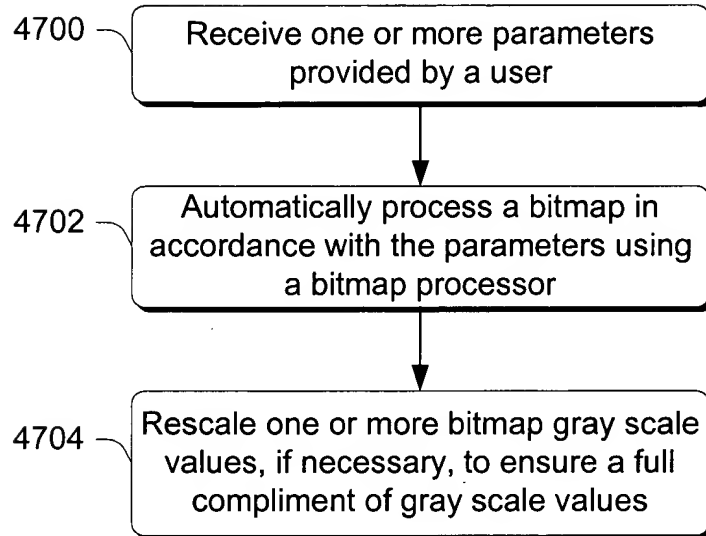 4700
Receive one or more parameters
provided by a user
4702
Automatically process a bitmap in
accordance with the parameters using
a bitmap processor
4704
Rescale one or more bitmap gray scale
values, if necessary, to ensure a full
compliment of gray scale values